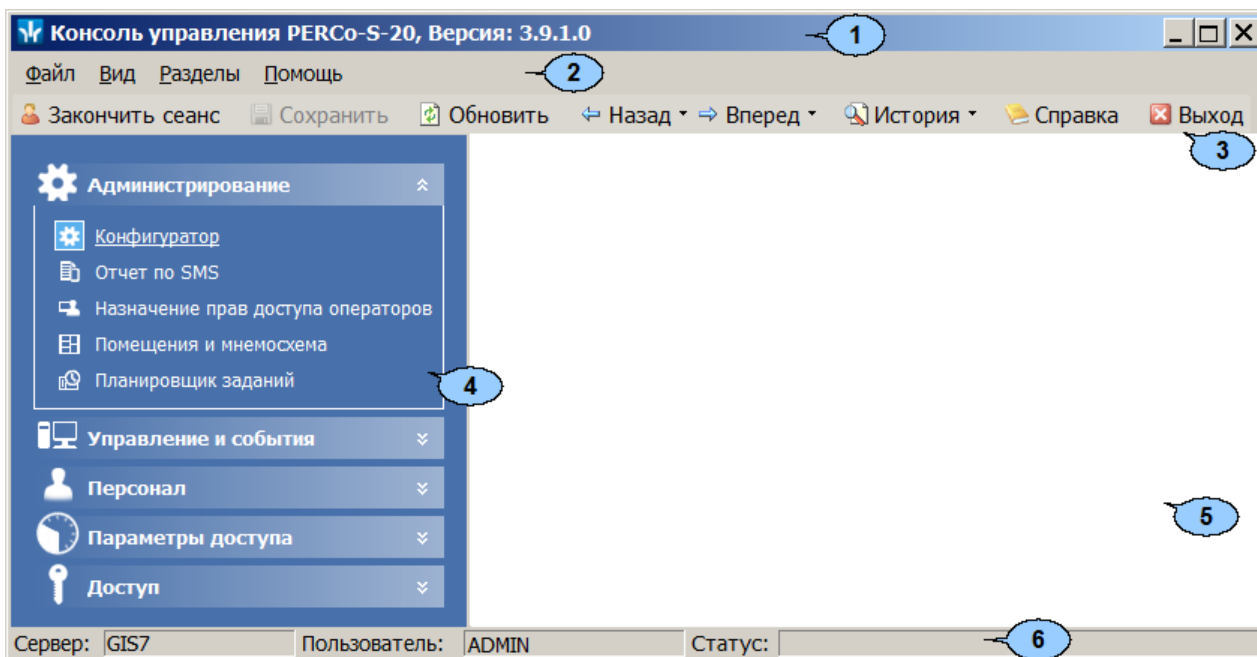 Консоль управления PERCo-S-20, Версия: 3.9.1.0 1
Файл Вид Разделы Помощь 2
Закончить сеанс Сохранить Обновить Назад Вперед История Справка Выход
3
Администрирование
Конфигуратор
Отчет по SMS
Назначение прав доступа операторов
Помещения и мнемосхема
Планировщик заданий
4
Управление и события
Персонал
5
Параметры доступа
Доступ
Сервер: GIS7 Пользователь: ADMIN Статус: 6